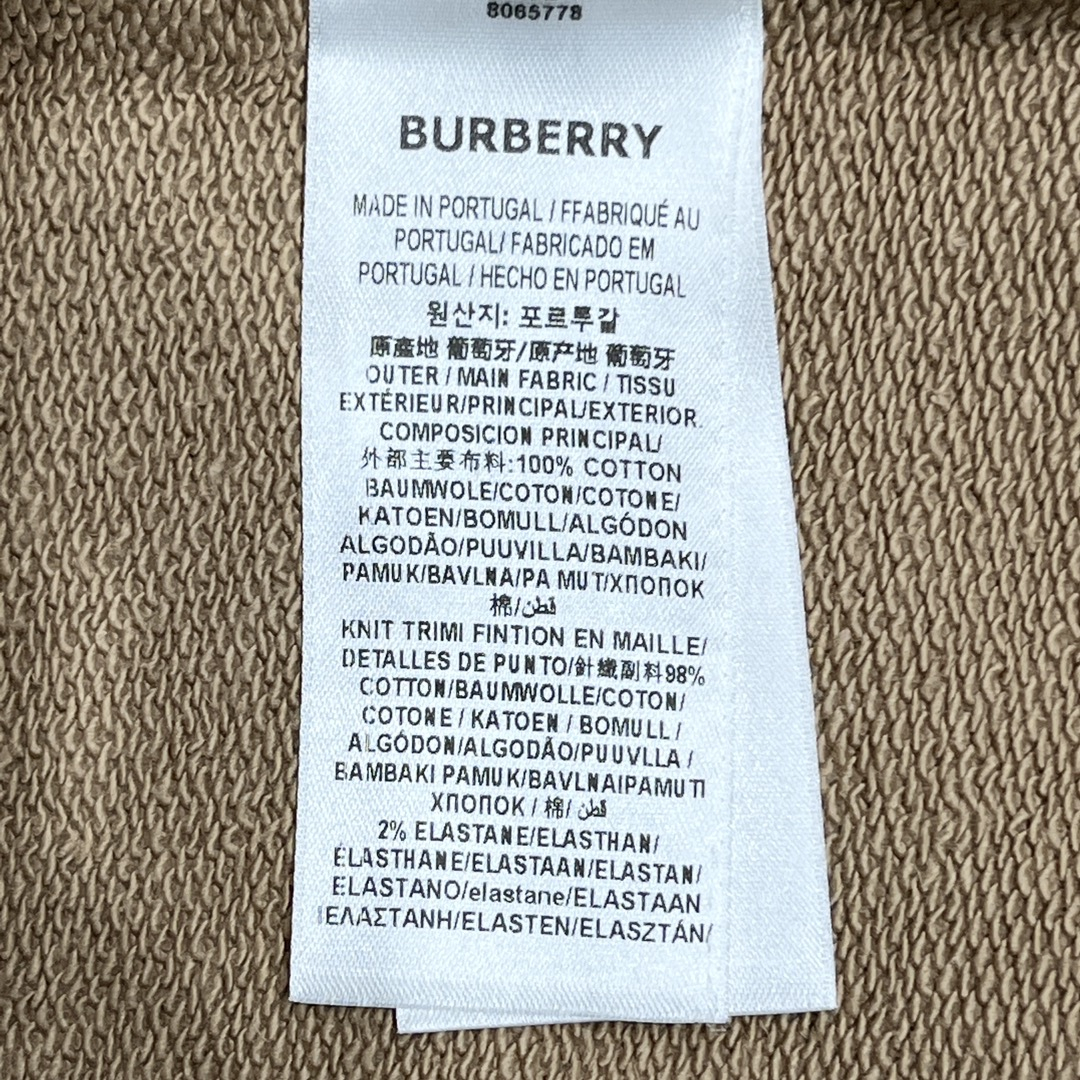 8065778
BURBERRY
MADE IN PORTUGAL / FFABRIQUÉ AU
PORTUGAL/ FABRICADO EM
PORTUGAL / HECHO EN PORTUGAL
원산지: 포르투갈
原產地 葡萄牙/原产地 葡萄牙
OUTER / MAIN FABRIC / TISSU
EXTÉRIEUR/PRINCIPAL/EXTERIOR.
COMPOSICION PRINCIPAL/
外部主要布料:100% COTTON
BAUMWOLE/COTON/COTONE/
KATOEN/BOMULL/ALGÓDON
ALGODÃO/PUUVILLA/BAMBAKI/
PAMUK/BAVLNA/PA MUT/ХПОПОК
棉/قطن
KNIT TRIMI FINTION EN MAILLE/
DETALLES DE PUNTO/針纖副料98%
COTTON/BAUMWOLLE/COTON/
COTONE / KATOEN / BOMULL /
ALGÓDON/ALGODÃO/PUUVLLA /
BAMBAKI PAMUK/BAVLNAIPAMUTI
ХПОПОК / 棉/ قطن
2% ELASTANE/ELASTHAN/
ÉLASTHANE/ELASTAAN/ELASTAN/
ELASTANO/elastane/ELASTAAN
IΕΛΑΣΤΑΝΗ/ELASTEN/ELASZTÁN/